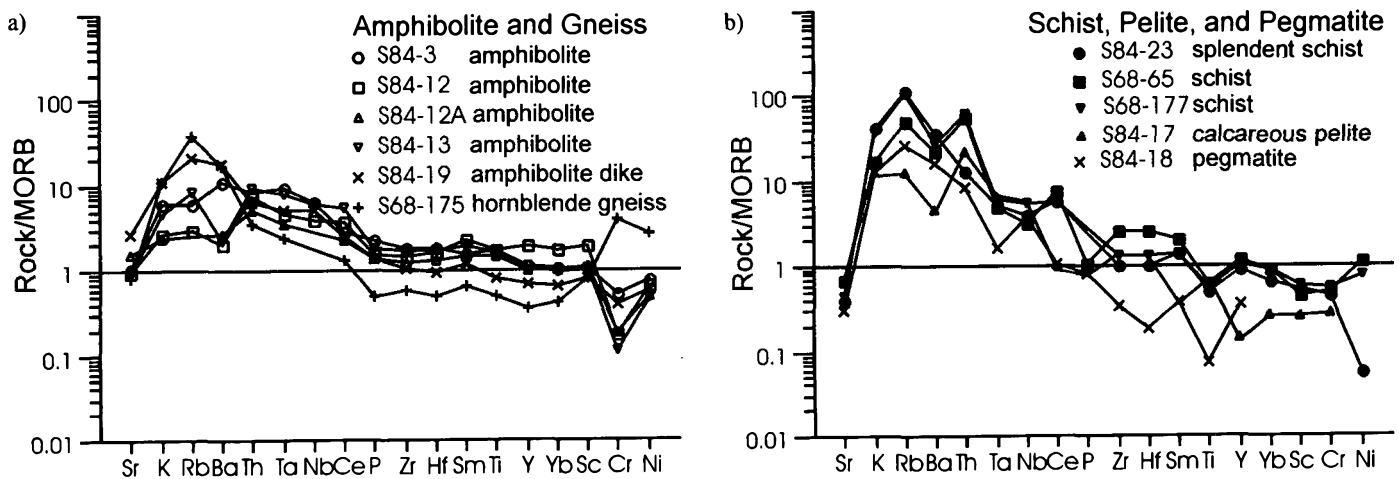 a)
Amphibolite and Gneiss
S84-3 amphibolite
S84-12 amphibolite
S84-12A amphibolite
S84-13 amphibolite
S84-19 amphibolite dike
S68-175 hornblende gneiss
Rock/MORB
100
10
1
0.1
0.01
Sr K Rb Ba Th Ta Nb Ce P Zr Hf Sm Ti Y Yb Sc Cr Ni
b)
Schist, Pelite, and Pegmatite
S84-23 splendent schist
S68-65 schist
S68-177 schist
S84-17 calcareous pelite
S84-18 pegmatite
Rock/MORB
100
10
1
0.1
0.01
Sr K Rb Ba Th Ta Nb Ce P Zr Hf Sm Ti Y Yb Sc Cr Ni